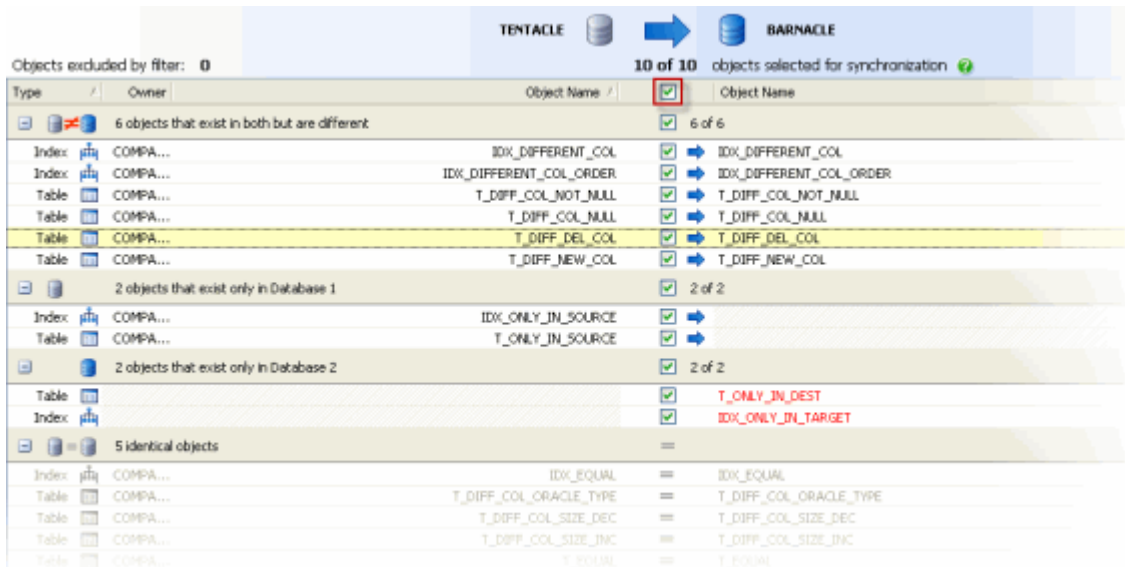 TENTACLE BARNACLE
Objects excluded by filter: 0 10 of 10 objects selected for synchronization ?
Type / Owner Object Name / Object Name
6 objects that exist in both but are different 6 of 6
Index COMPA... IDX_DIFFERENT_COL IDX_DIFFERENT_COL
Index COMPA... IDX_DIFFERENT_COL_ORDER IDX_DIFFERENT_COL_ORDER
Table COMPA... T_DIFF_COL_NOT_NULL T_DIFF_COL_NOT_NULL
Table COMPA... T_DIFF_COL_NULL T_DIFF_COL_NULL
Table COMPA... T_DIFF_DEL_COL T_DIFF_DEL_COL
Table COMPA... T_DIFF_NEW_COL T_DIFF_NEW_COL
2 objects that exist only in Database 1 2 of 2
Index COMPA... IDX_ONLY_IN_SOURCE
Table COMPA... T_ONLY_IN_SOURCE
2 objects that exist only in Database 2 2 of 2
Table T_ONLY_IN_DEST
Index IDX_ONLY_IN_TARGET
5 identical objects =
Index COMPA... IDX_EQUAL = IDX_EQUAL
Table COMPA... T_DIFF_COL_ORACLE_TYPE = T_DIFF_COL_ORACLE_TYPE
Table COMPA... T_DIFF_COL_SIZE_DEC = T_DIFF_COL_SIZE_DEC
Table COMPA... T_DIFF_COL_SIZE_INC = T_DIFF_COL_SIZE_INC
Table COMPA... T_EQUAL = T_EQUAL